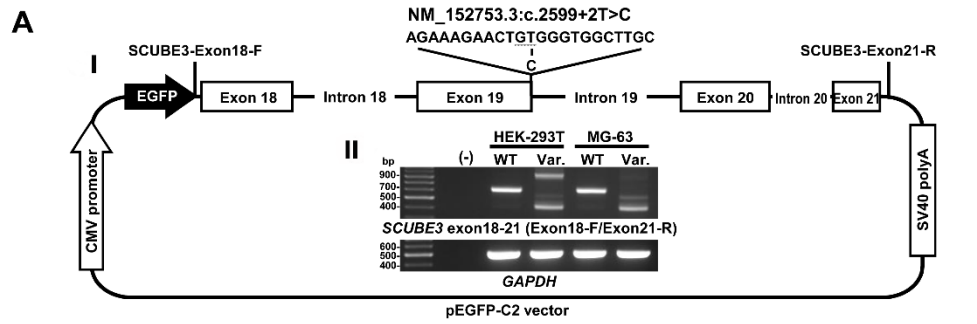 A
NM_152753.3:c.2599+2T>C
AGAAAGAACTGTGGGTGGCTTGC
C
SCUBE3-Exon18-F
SCUBE3-Exon21-R
I
EGFP
Exon 18
Intron 18
Exon 19
Intron 19
Exon 20
Intron 20
Exon 21
CMV promoter
SV40 polyA
II
HEK-293T MG-63
bp (-) WT Var. WT Var.
900-
700-
500-
400-
SCUBE3 exon18-21 (Exon18-F/Exon21-R)
600-
500-
400-
GAPDH
pEGFP-C2 vector